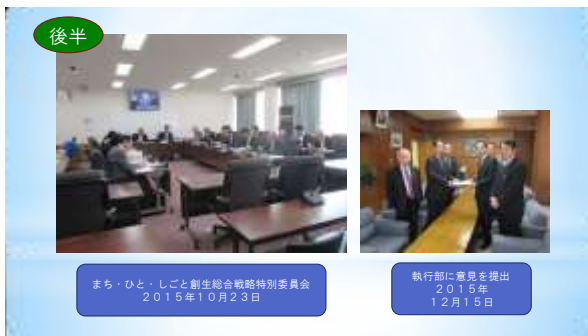 後半
まち・ひと・しごと創生総合戦略特別委員会
２０１５年１０月２３日
執行部に意見を提出
２０１５年
１２月１５日